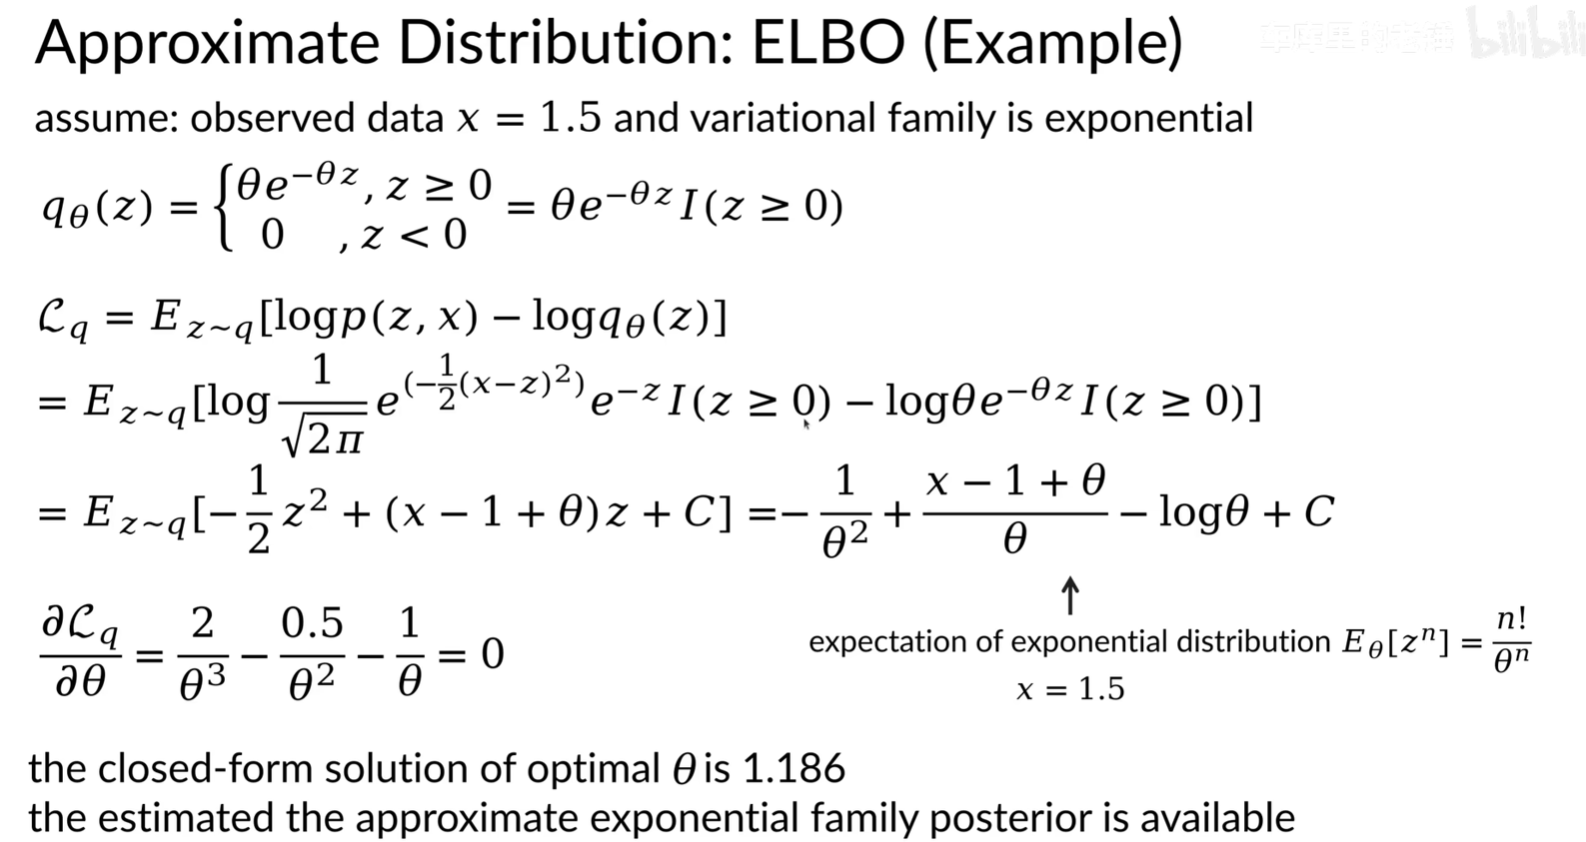 Approximate Distribution: ELBO (Example)
bilibili
assume: observed data x = 1.5 and variational family is exponential
q_θ(z) = { θe^{−θz}, z ≥ 0 ; 0 , z < 0 = θe^{−θz} I(z ≥ 0)
ℒ_q = E_{z~q}[logp(z, x) − logq_θ(z)]
= E_{z~q}[log 1/√(2π) e^{(−1/2(x−z)²)} e^{−z} I(z ≥ 0) − logθe^{−θz} I(z ≥ 0)]
= E_{z~q}[−1/2 z² + (x − 1 + θ)z + C] = − 1/θ² + (x − 1 + θ)/θ − logθ + C
↑
∂ℒ_q/∂θ = 2/θ³ − 0.5/θ² − 1/θ = 0
expectation of exponential distribution E_θ[zⁿ] = n!/θⁿ
x = 1.5
the closed-form solution of optimal θ is 1.186
the estimated the approximate exponential family posterior is available